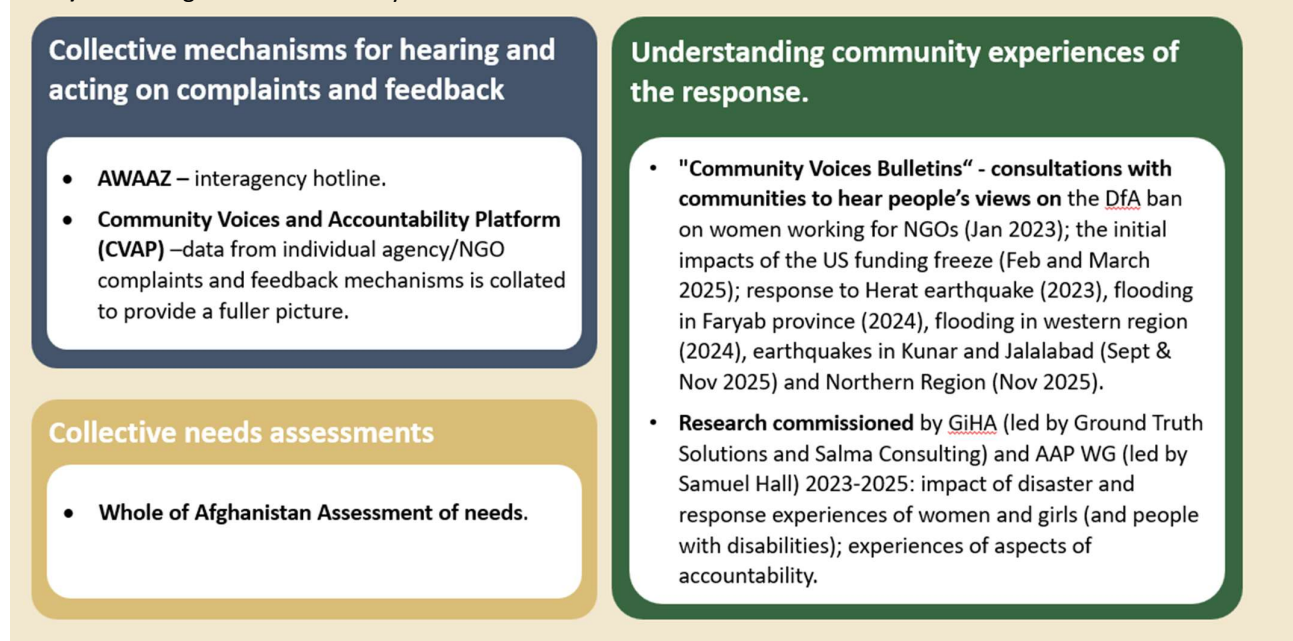 Collective mechanisms for hearing and
acting on complaints and feedback
• AWAAZ – interagency hotline.
• Community Voices and Accountability Platform
(CVAP) –data from individual agency/NGO
complaints and feedback mechanisms is collated
to provide a fuller picture.
Collective needs assessments
• Whole of Afghanistan Assessment of needs.
Understanding community experiences of
the response.
• "Community Voices Bulletins“ - consultations with
communities to hear people’s views on the DfA ban
on women working for NGOs (Jan 2023); the initial
impacts of the US funding freeze (Feb and March
2025); response to Herat earthquake (2023), flooding
in Faryab province (2024), flooding in western region
(2024), earthquakes in Kunar and Jalalabad (Sept &
Nov 2025) and Northern Region (Nov 2025).
• Research commissioned by GiHA (led by Ground Truth
Solutions and Salma Consulting) and AAP WG (led by
Samuel Hall) 2023-2025: impact of disaster and
response experiences of women and girls (and people
with disabilities); experiences of aspects of
accountability.